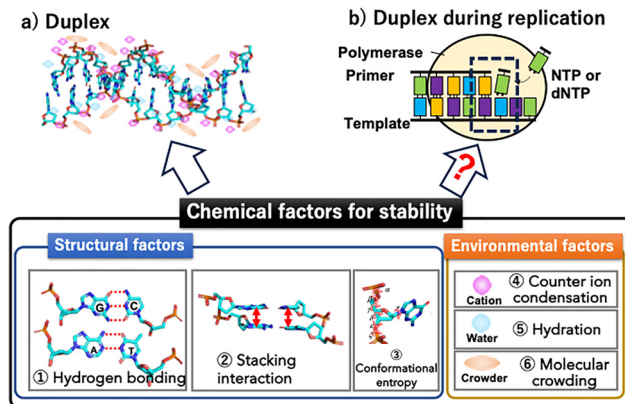 a) Duplex
b) Duplex during replication
Polymerase
Primer
NTP or
dNTP
Template
?
Chemical factors for stability
Structural factors
Environmental factors
G
C
A
T
① Hydrogen bonding
② Stacking
interaction
α
③
Conformational
entropy
Cation
④ Counter ion
condensation
Water
⑤ Hydration
Crowder
⑥ Molecular
crowding